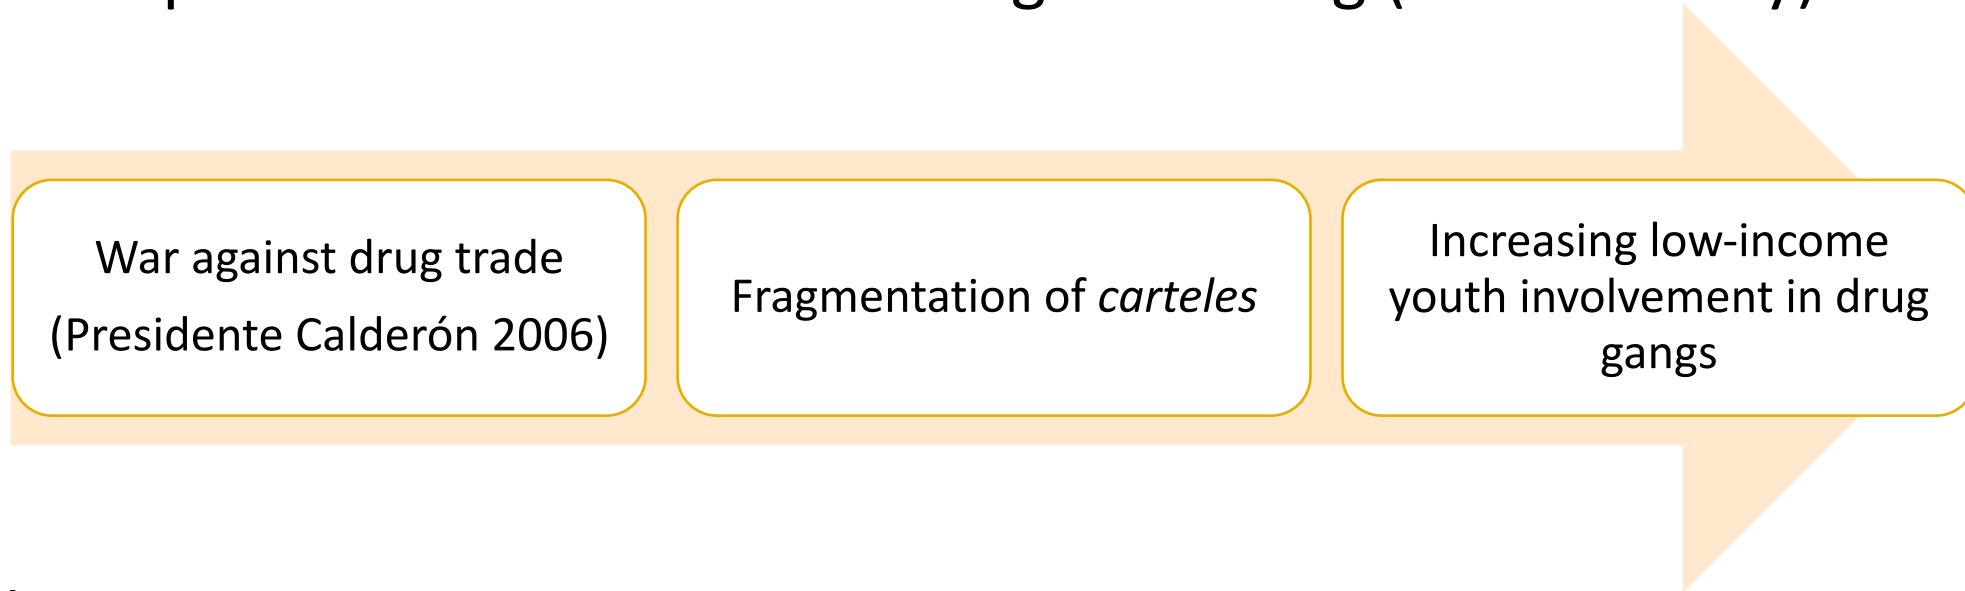 War against drug trade
(Presidente Calderón 2006)
Fragmentation of carteles
Increasing low-income
youth involvement in drug
gangs